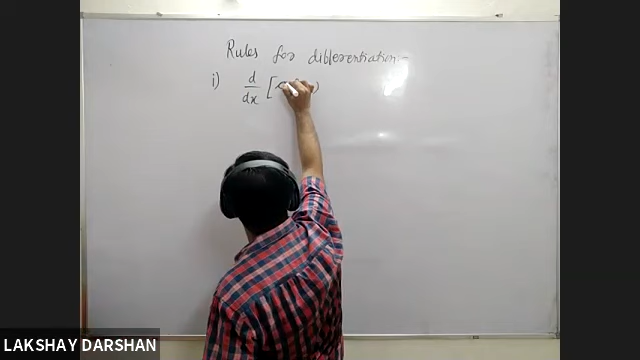 Rules for differentiation:-
i) d/dx [
LAKSHAY DARSHAN